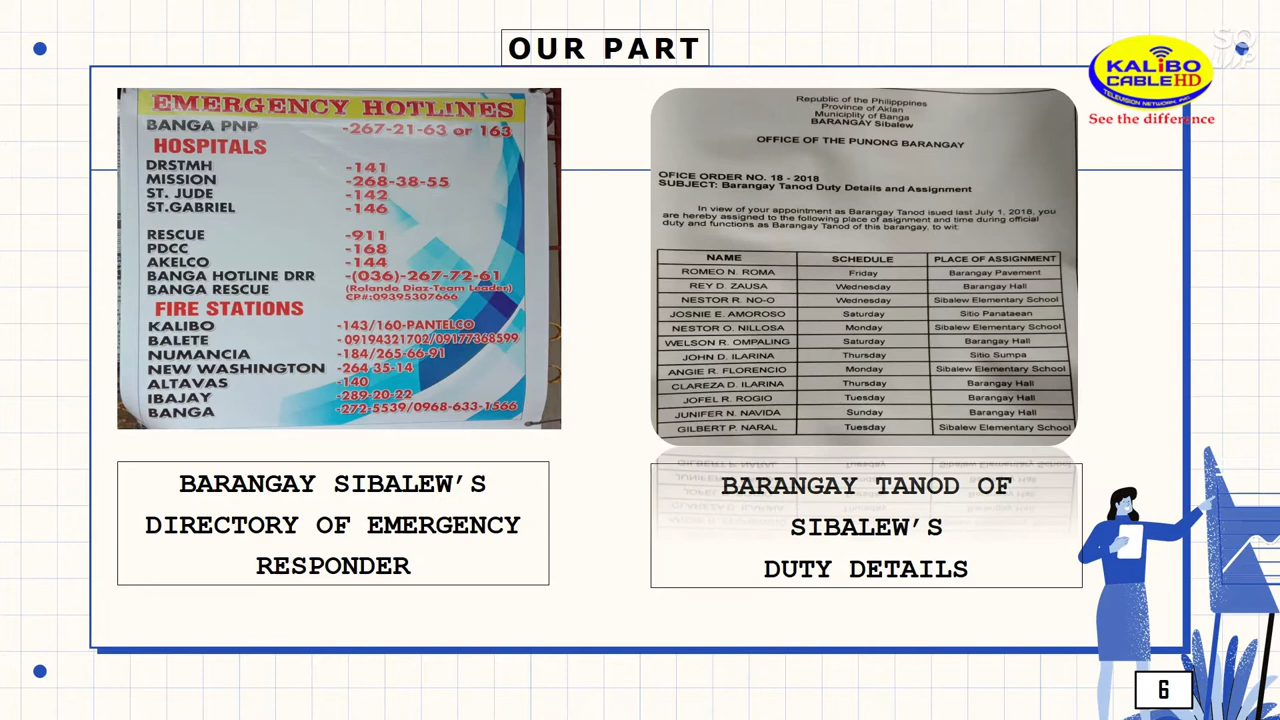 OUR PART
KALiBO
CABLE HD
TELEVISION NETWORK, INC.
See the difference
EMERGENCY HOTLINES
BANGA PNP -267-21-63 or 163
HOSPITALS
DRSTMH -141
MISSION -268-38-55
ST. JUDE -142
ST.GABRIEL -146
RESCUE -911
PDCC -168
AKELCO -144
BANGA HOTLINE DRR -(036)-267-72-61
BANGA RESCUE (Rolando Diaz-Team Leader)
CP#:09395307666
FIRE STATIONS
KALIBO -143/160-PANTELCO
BALETE - 09194321702/09177368599
NUMANCIA -184/265-66-91
NEW WASHINGTON -264-35-14
ALTAVAS -140
IBAJAY -289-20-22
BANGA -272-5539/0968-633-1566
Republic of the Philipppines
Province of Aklan
Municiplity of Banga
BARANGAY Sibalew
OFFICE OF THE PUNONG BARANGAY
OFICE ORDER NO. 18 - 2018
SUBJECT: Barangay Tanod Duty Details and Assignment
In view of your appointment as Barangay Tanod isued last July 1, 2018, you
are hereby assigned to the following place of asignment and time during official
duty and functions as Barangay Tanod of this barangay, to wit:
NAME SCHEDULE PLACE OF ASSIGNMENT
ROMEO N. ROMA Friday Barangay Pavement
REY D. ZAUSA Wednesday Barangay Hall
NESTOR R. NO-O Wednesday Sibalew Elementary School
JOSNIE E. AMOROSO Saturday Sitio Panataean
NESTOR O. NILLOSA Monday Sibalew Elementary School
WELSON R. OMPALING Saturday Barangay Hall
JOHN D. ILARINA Thursday Sitio Sumpa
ANGIE R. FLORENCIO Monday Sibalew Elementary School
CLAREZA D. ILARINA Thursday Barangay Hall
JOFEL R. ROGIO Tuesday Barangay Hall
JUNIFER N. NAVIDA Sunday Barangay Hall
GILBERT P. NARAL Tuesday Sibalew Elementary School
BARANGAY SIBALEW'S
DIRECTORY OF EMERGENCY
RESPONDER
BARANGAY TANOD OF
SIBALEW'S
DUTY DETAILS
6